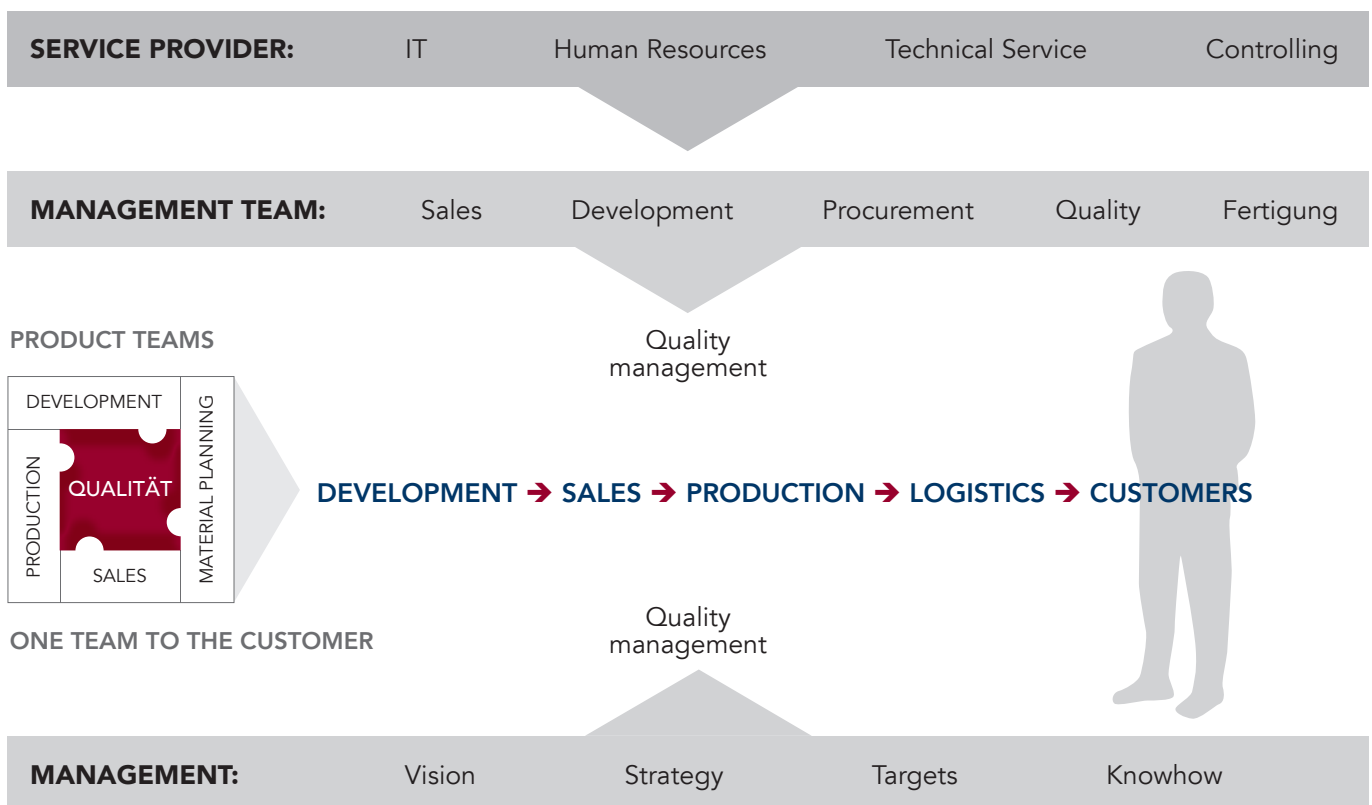 SERVICE PROVIDER: IT Human Resources Technical Service Controlling
MANAGEMENT TEAM: Sales Development Procurement Quality Fertigung
Quality
management
PRODUCT TEAMS
DEVELOPMENT
MATERIAL PLANNING
PRODUCTION
QUALITÄT
SALES
DEVELOPMENT ➔ SALES ➔ PRODUCTION ➔ LOGISTICS ➔ CUSTOMERS
ONE TEAM TO THE CUSTOMER
Quality
management
MANAGEMENT: Vision Strategy Targets Knowhow